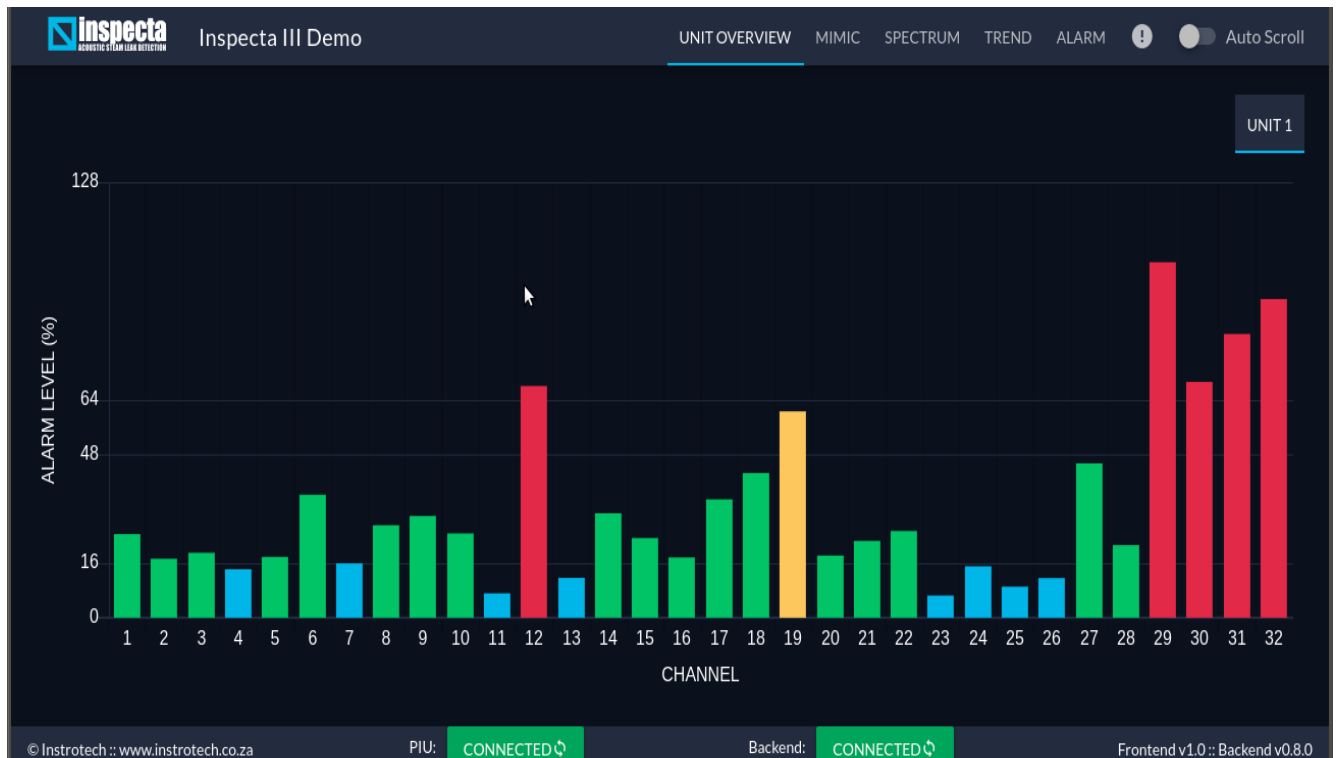 inspecta
ACOUSTIC STEAM LEAK DETECTION
Inspecta III Demo
UNIT OVERVIEW MIMIC SPECTRUM TREND ALARM ! Auto Scroll
UNIT 1
128
64
48
16
0
ALARM LEVEL (%)
1 2 3 4 5 6 7 8 9 10 11 12 13 14 15 16 17 18 19 20 21 22 23 24 25 26 27 28 29 30 31 32
CHANNEL
© Instrotech :: www.instrotech.co.za PIU: CONNECTED Backend: CONNECTED Frontend v1.0 :: Backend v0.8.0